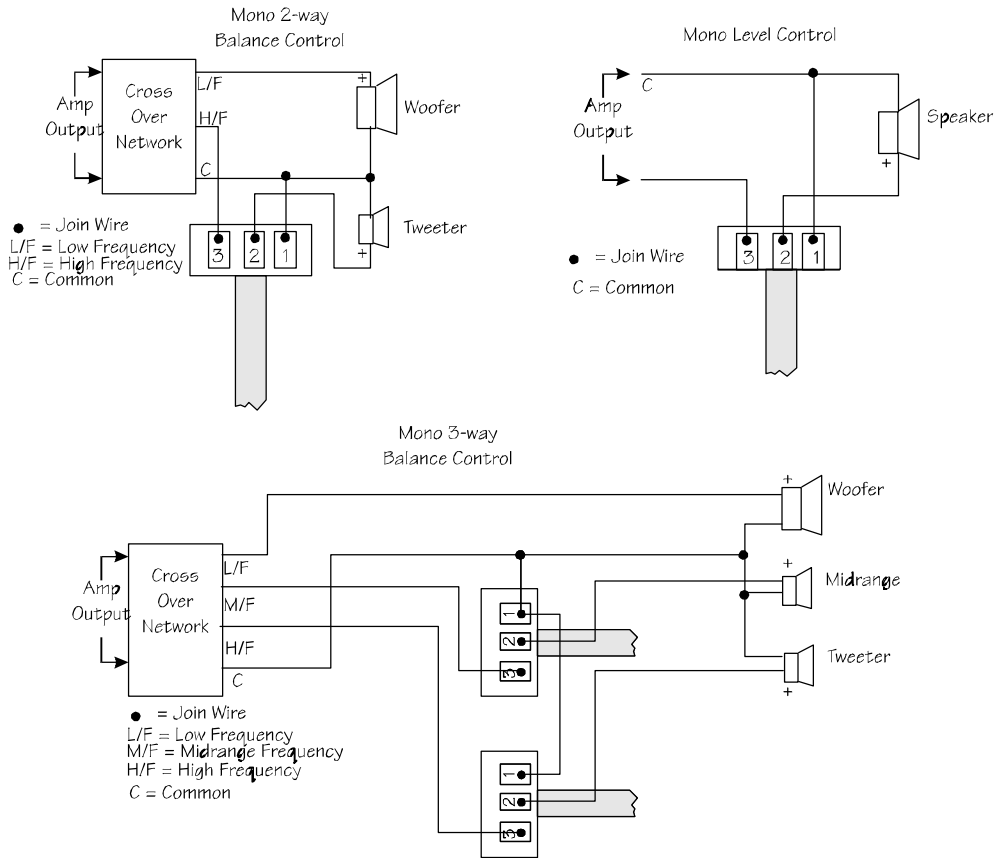 Mono 2-way
Balance Control
L/F
Cross
Over
Network
H/F
C
Amp
Output
+
Woofer
Tweeter
+
3 2 1
= Join Wire
L/F = Low Frequency
H/F = High Frequency
C = Common
Mono Level Control
C
Amp
Output
Speaker
+
3 2 1
= Join Wire
C = Common
Mono 3-way
Balance Control
+
Woofer
Amp
Output
Cross
Over
Network
L/F
M/F
H/F
C
1
2
3
+
Midrange
Tweeter
+
1
2
3
= Join Wire
L/F = Low Frequency
M/F = Midrange Frequency
H/F = High Frequency
C = Common